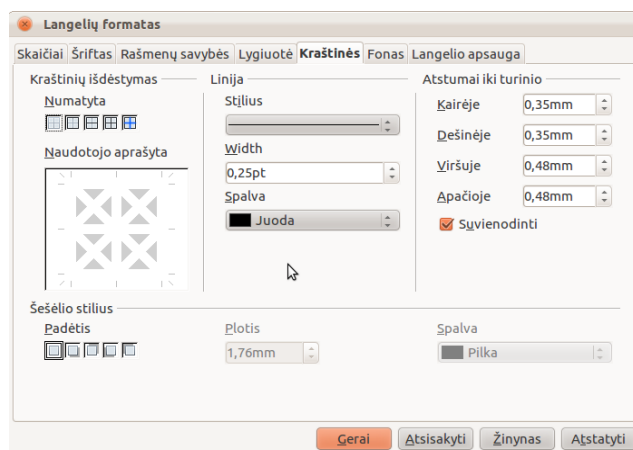 Langelių formatas
Skaičiai Šriftas Rašmenų savybės Lygiuotė Kraštinės Fonas Langelio apsauga
Kraštinių išdėstymas
Numatyta
Naudotojo aprašyta
Linija
Stilius
Width
0,25pt
Spalva
Juoda
Atstumai iki turinio
Kairėje 0,35mm
Dešinėje 0,35mm
Viršuje 0,48mm
Apačioje 0,48mm
Suvienodinti
Šešėlio stilius
Padėtis
Plotis
1,76mm
Spalva
Pilka
Gerai Atsisakyti Žinynas Atstatyti